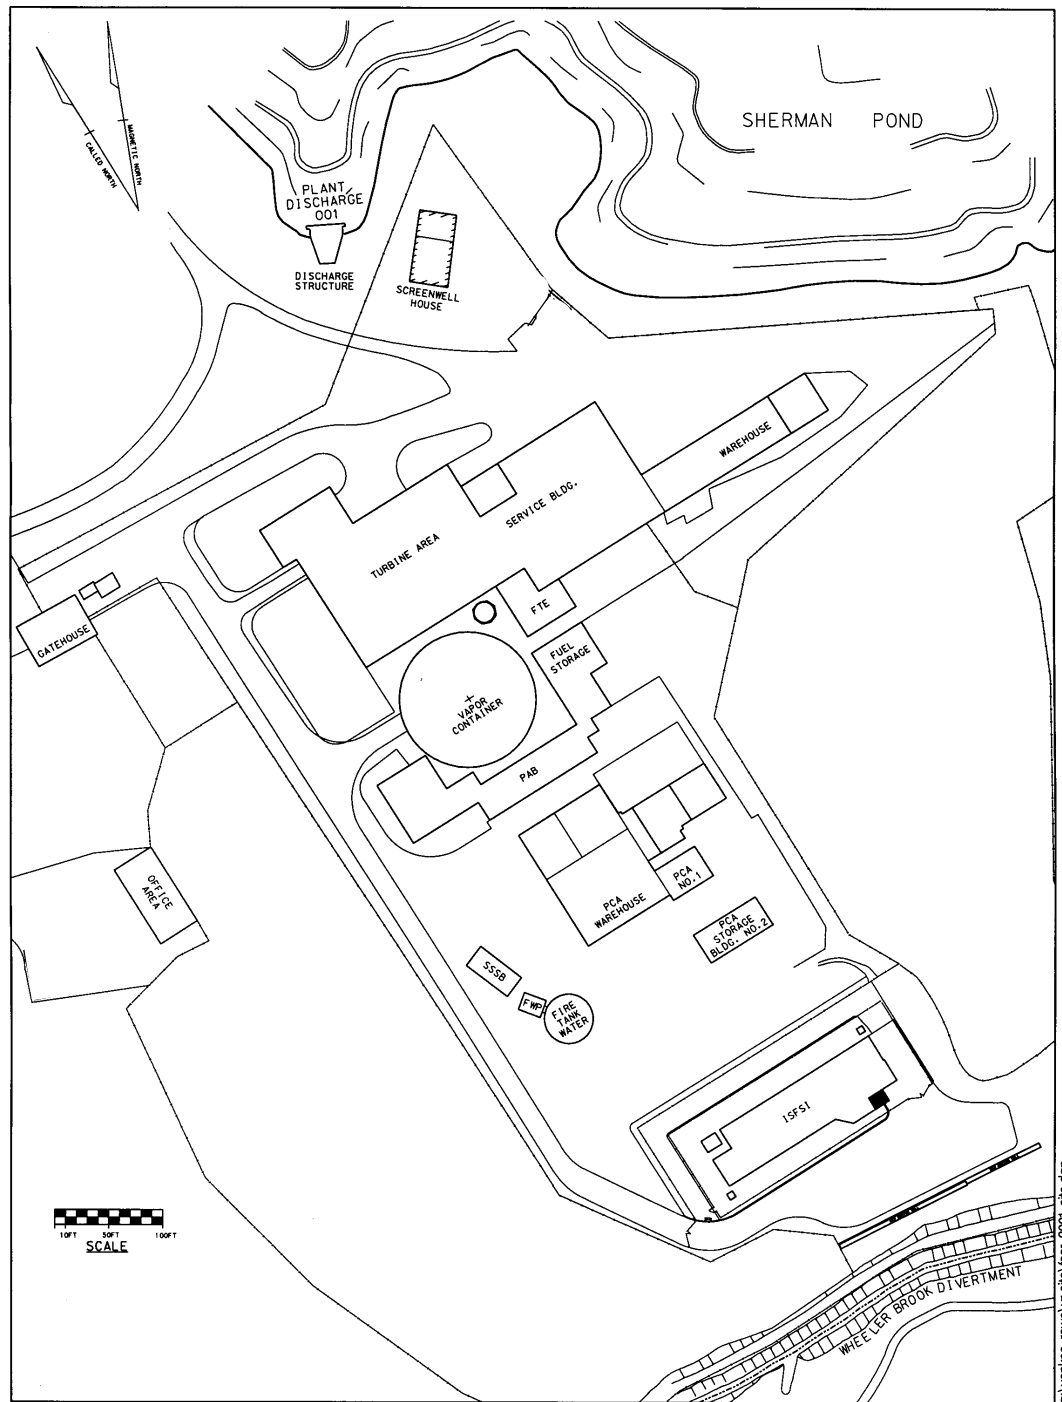 SHERMAN POND
CALLED NORTH
MAGNETIC NORTH
PLANT
DISCHARGE
001
DISCHARGE
STRUCTURE
SCREENWELL
HOUSE
WAREHOUSE
SERVICE BLDG.
TURBINE AREA
FTE
GATEHOUSE
FUEL
STORAGE
VAPOR
CONTAINER
PAB
OFFICE
AREA
PCA
WAREHOUSE
PCA
NO.1
PCA
STORAGE
BLDG. NO.2
SSSB
FWP
FIRE
TANK
WATER
ISFSI
10FT 50FT 100FT
SCALE
WHEELER BROOK DIVERTMENT